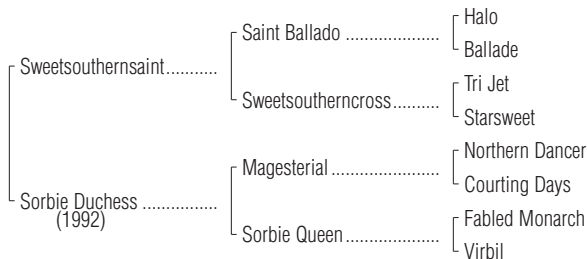 Halo
Saint Ballado ....................
Ballade
Sweetsouthernsaint...........
Tri Jet
Sweetsoutherncross..........
Starsweet
Northern Dancer
Magesterial .......................
Courting Days
Sorbie Duchess ................
(1992)
Fabled Monarch
Sorbie Queen....................
Virbil